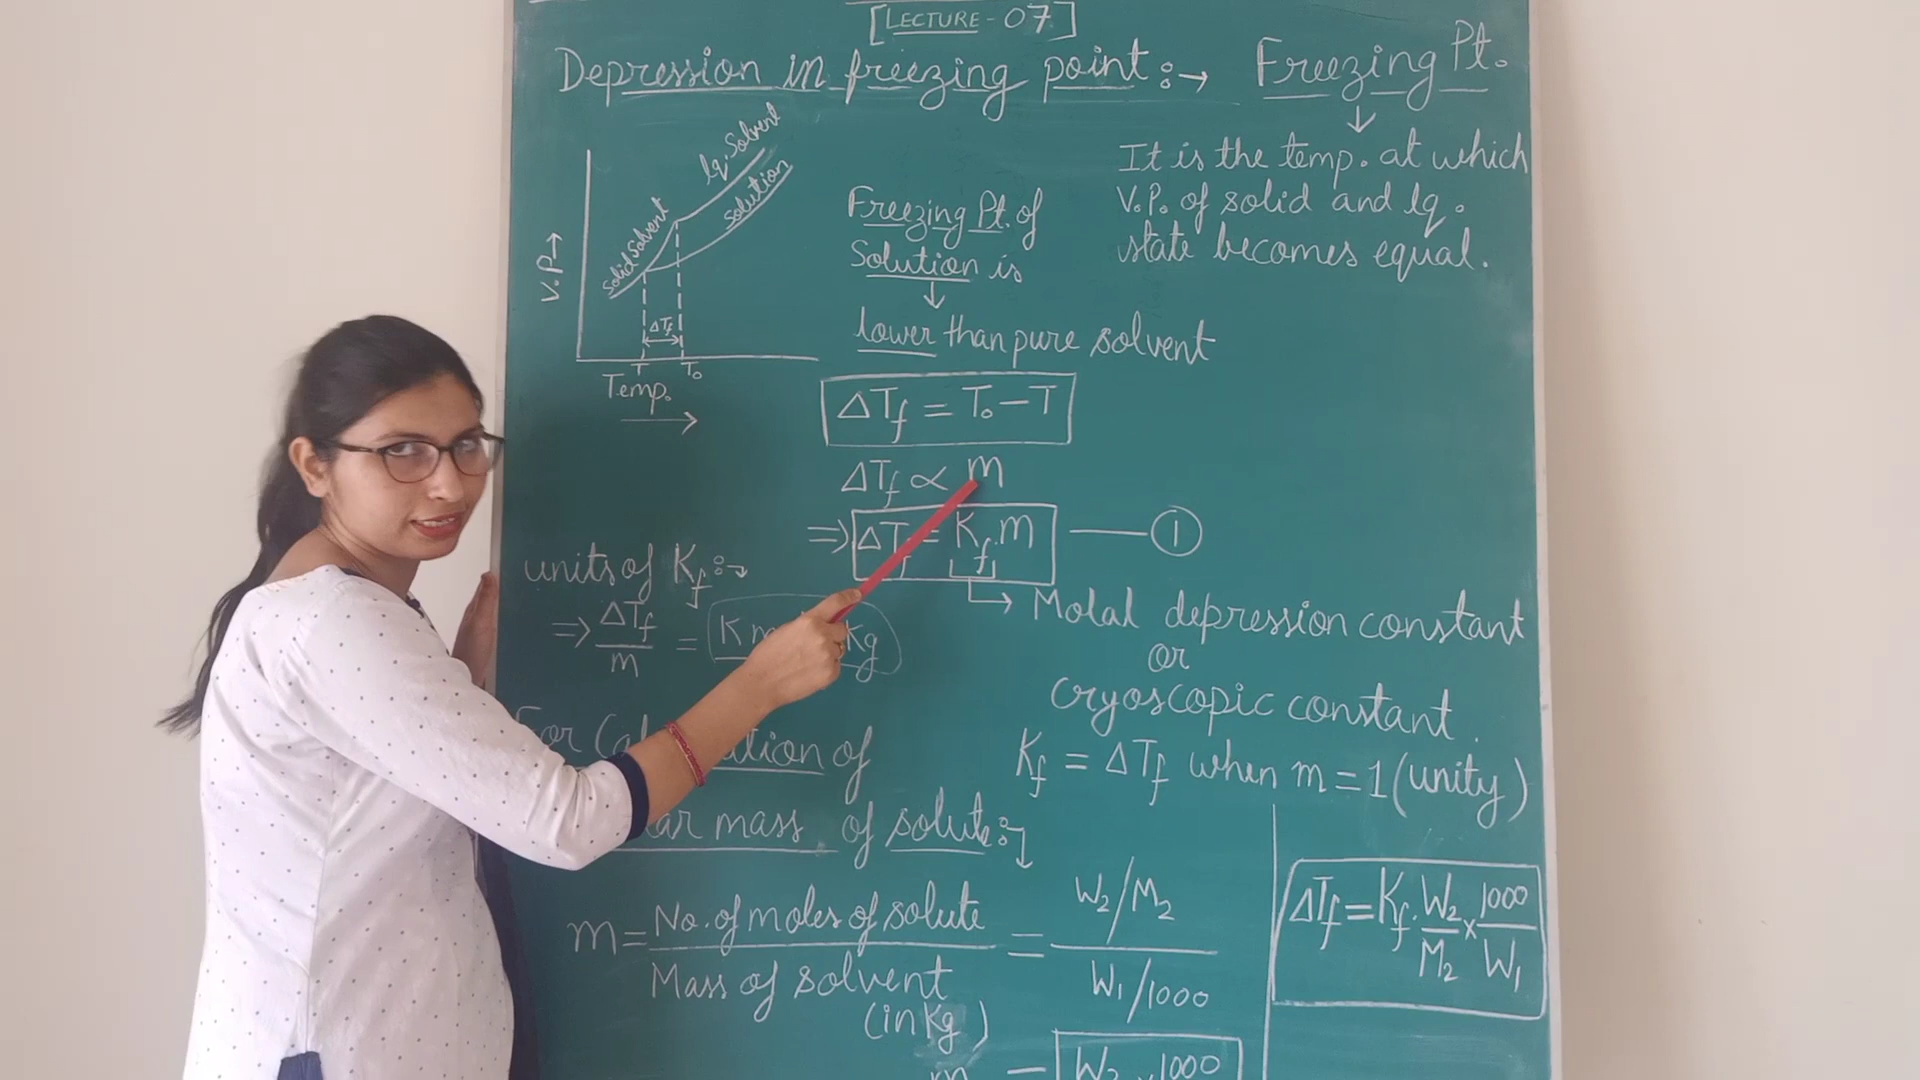 [LECTURE - 07]
Depression in freezing point :→
Freezing Pt.
↓
It is the temp. at which
V.P. of solid and lq.
state becomes equal.
V.P→
Solid Solvent
lq. Solvent
solution
ΔTf
T T₀
Temp.
→
Freezing Pt. of
Solution is
↓
lower than pure solvent
ΔTf = T₀ − T
ΔTf ∝ m
⇒ ΔTf = Kf . m —— ①
→ Molal depression constant
or
cryoscopic constant.
Kf = ΔTf when m = 1 (unity)
units of Kf :→
⇒ ΔTf / m = K kg
For of
mass of solute :→
m = No. of moles of solute / Mass of solvent (in Kg) = W₂/M₂ / W₁/1000
m = W₂ × 1000
ΔTf = Kf . W₂/M₂ × 1000/W₁